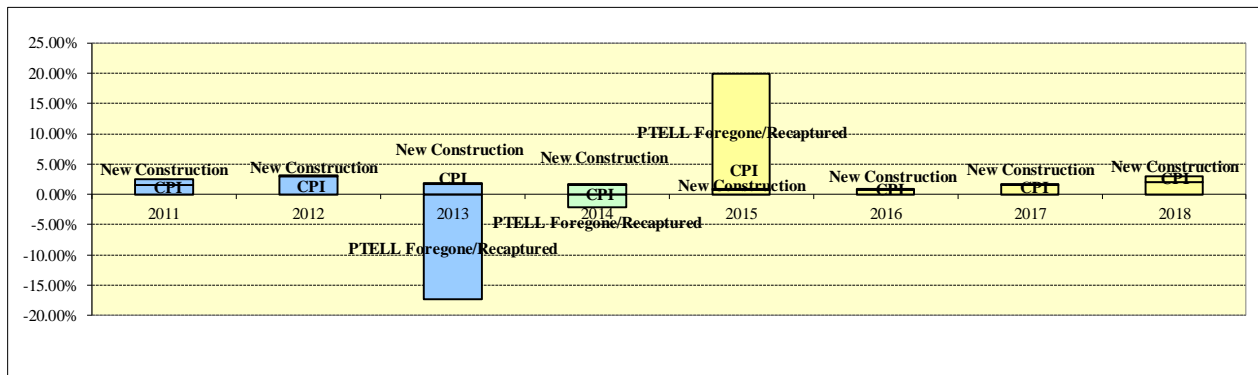 25.00%
20.00%
15.00%
10.00%
5.00%
0.00%
-5.00%
-10.00%
-15.00%
-20.00%
New Construction
CPI
2011
New Construction
CPI
2012
New Construction
CPI
2013
PTELL Foregone/Recaptured
New Construction
CPI
2014
PTELL Foregone/Recaptured
PTELL Foregone/Recaptured
CPI
New Construction
2015
New Construction
CPI
2016
New Construction
CPI
2017
New Construction
CPI
2018